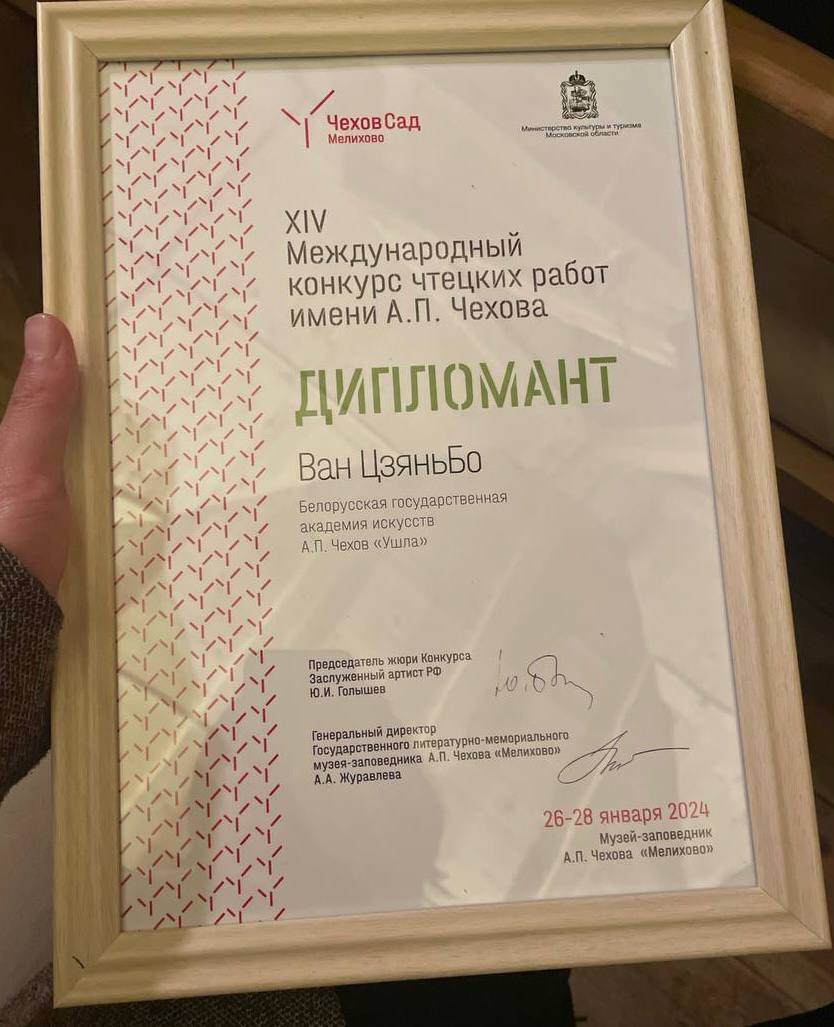 ЧеховСад
Мелихово
Министерство культуры и туризма
Московской области
XIV
Международный
конкурс чтецких работ
имени А.П. Чехова
ДИПЛОМАНТ
Ван ЦзяньБо
Белорусская государственная
академия искусств
А.П. Чехов «Ушла»
Председатель жюри Конкурса
Заслуженный артист РФ
Ю.И. Голышев
Генеральный директор
Государственного литературно-мемориального
музея-заповедника А.П. Чехова «Мелихово»
А.А. Журавлева
26-28 января 2024
Музей-заповедник
А.П. Чехова «Мелихово»